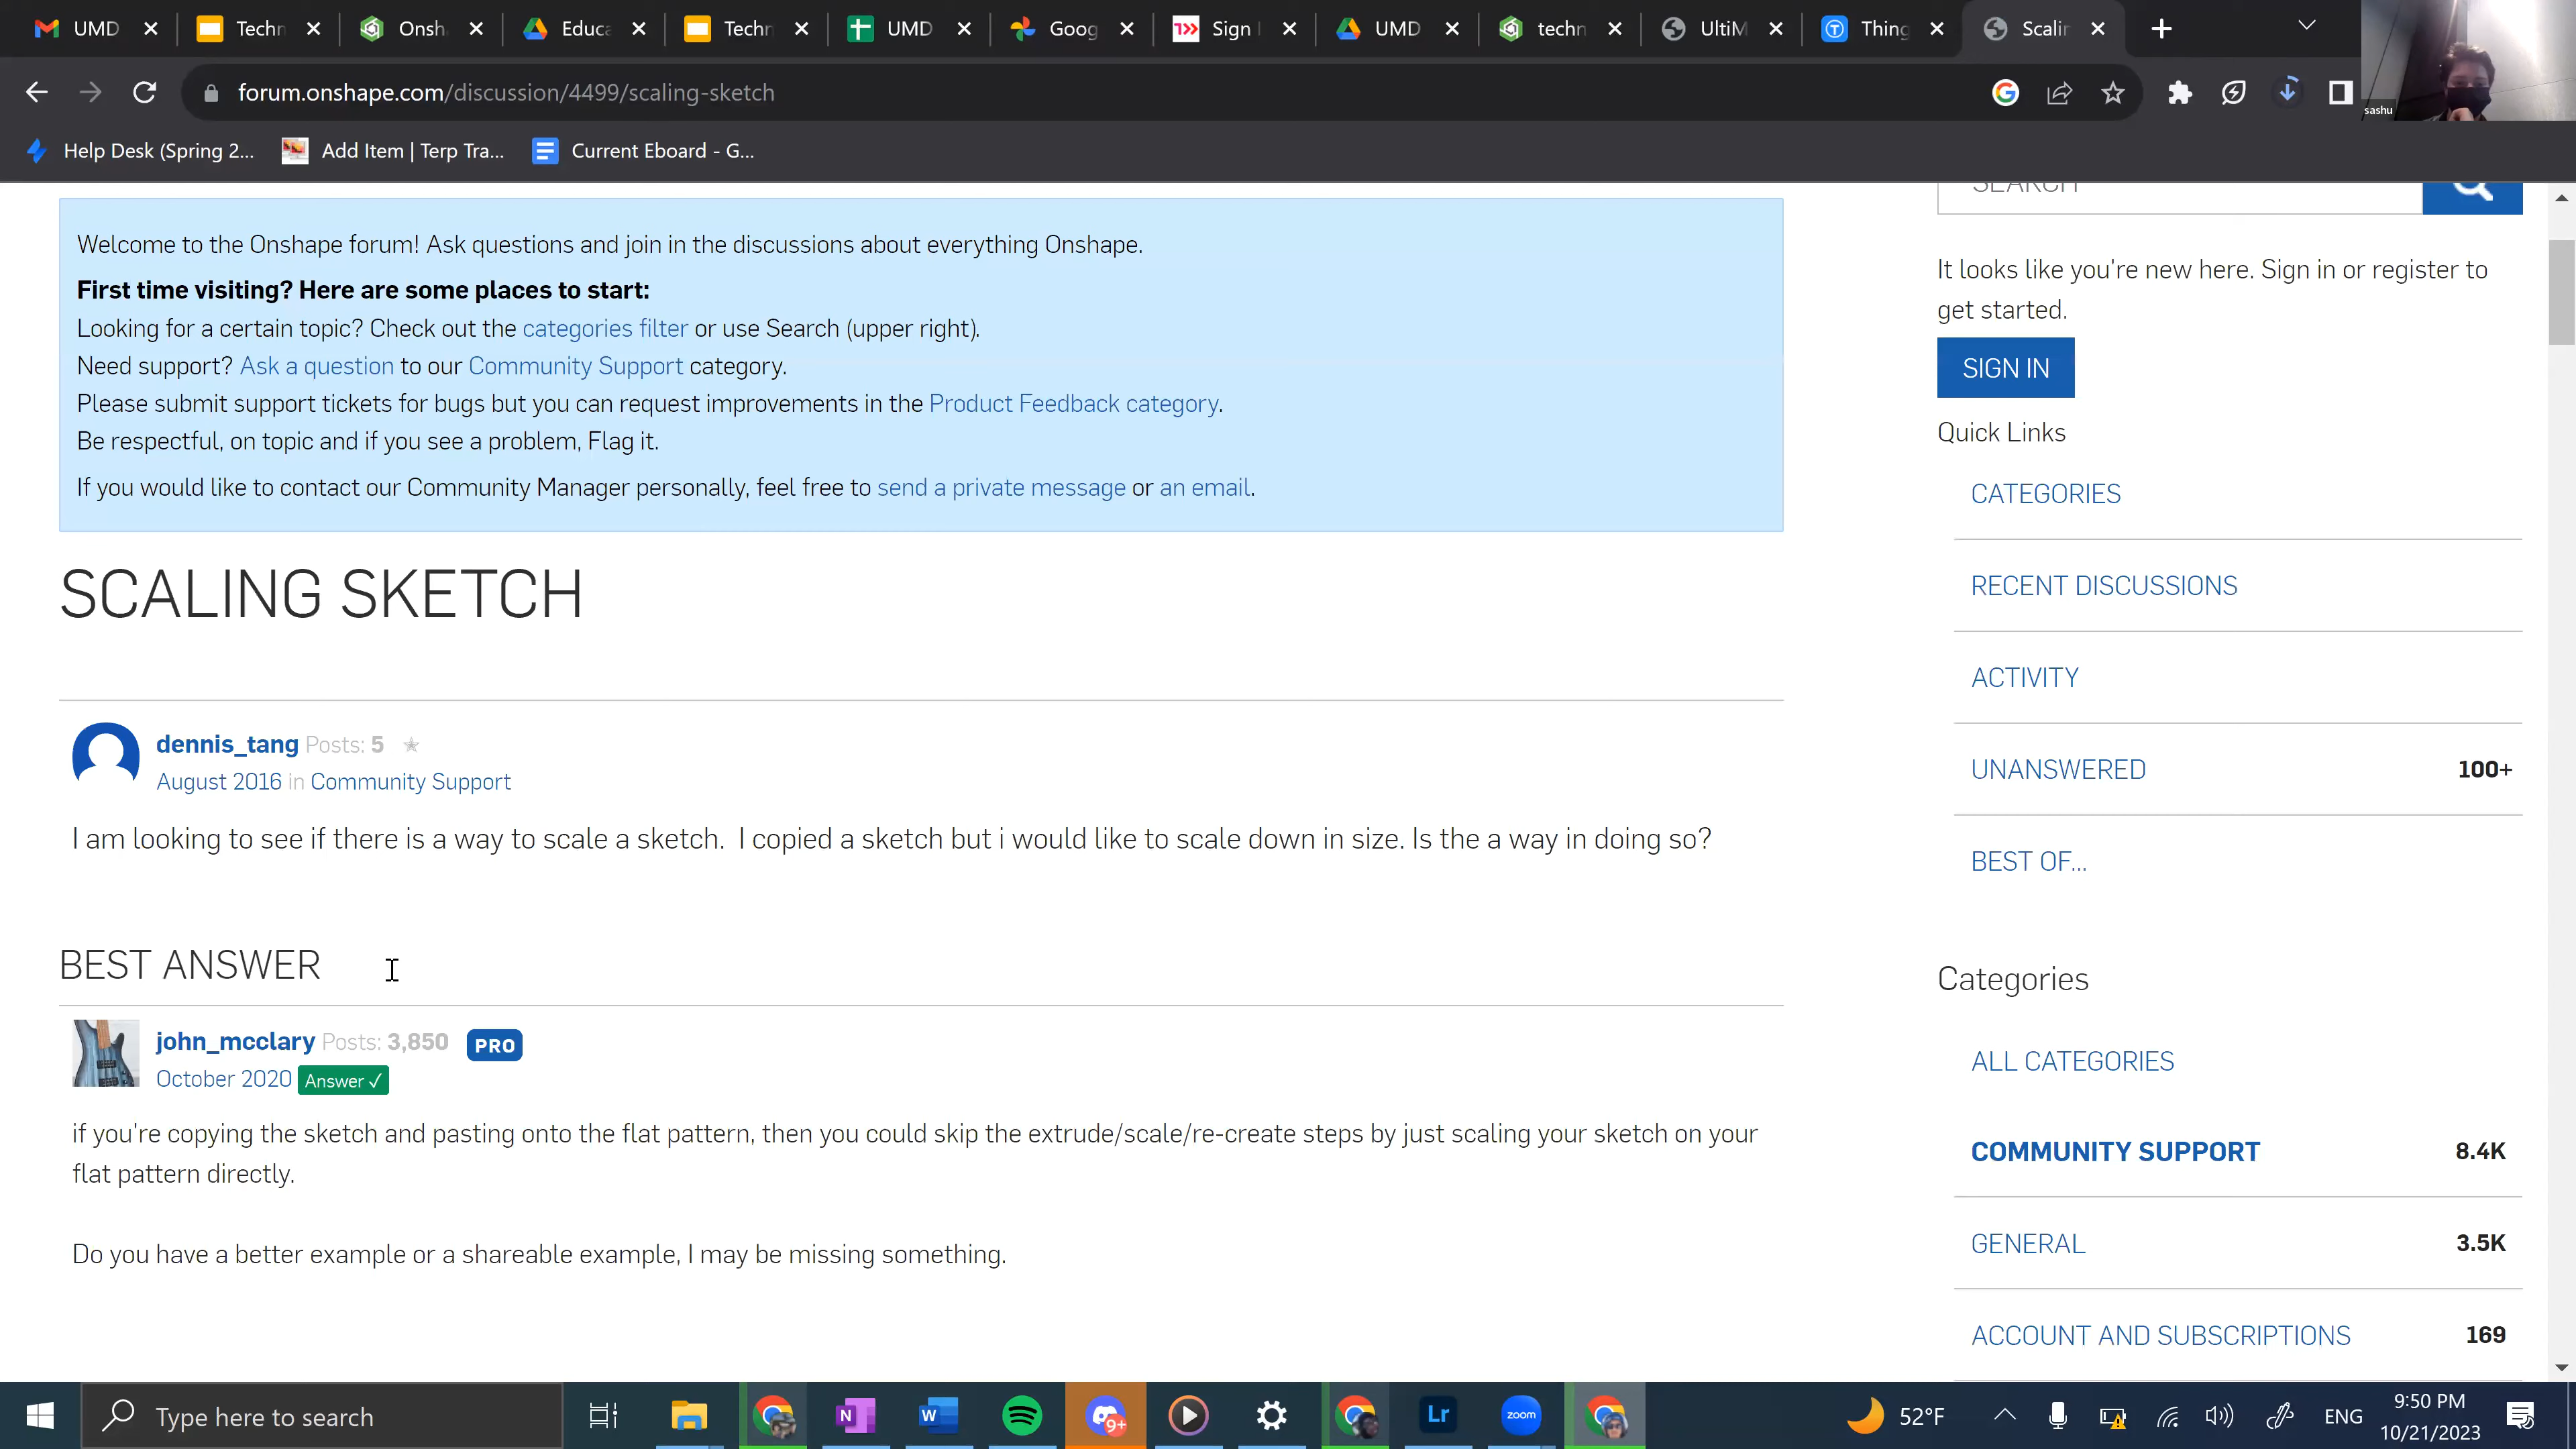 UMD
Techn
Onsh
Educa
Techn
UMD
Goog
Sign
UMD
techn
UltiM
Thing
Scalin
forum.onshape.com/discussion/4499/scaling-sketch
sashu
Help Desk (Spring 2...
Add Item | Terp Tra...
Current Eboard - G...
SEARCH
Welcome to the Onshape forum! Ask questions and join in the discussions about everything Onshape.
First time visiting? Here are some places to start:
Looking for a certain topic? Check out the categories filter or use Search (upper right).
Need support? Ask a question to our Community Support category.
Please submit support tickets for bugs but you can request improvements in the Product Feedback category.
Be respectful, on topic and if you see a problem, Flag it.
If you would like to contact our Community Manager personally, feel free to send a private message or an email.
SCALING SKETCH
dennis_tang Posts: 5
August 2016 in Community Support
I am looking to see if there is a way to scale a sketch. I copied a sketch but i would like to scale down in size. Is the a way in doing so?
BEST ANSWER
john_mcclary Posts: 3,850 PRO
October 2020 Answer ✓
if you're copying the sketch and pasting onto the flat pattern, then you could skip the extrude/scale/re-create steps by just scaling your sketch on your
flat pattern directly.
Do you have a better example or a shareable example, I may be missing something.
It looks like you're new here. Sign in or register to
get started.
SIGN IN
Quick Links
CATEGORIES
RECENT DISCUSSIONS
ACTIVITY
UNANSWERED 100+
BEST OF...
Categories
ALL CATEGORIES
COMMUNITY SUPPORT 8.4K
GENERAL 3.5K
ACCOUNT AND SUBSCRIPTIONS 169
Type here to search
N
W
9+
Lr
zoom
52°F
ENG
9:50 PM
10/21/2023